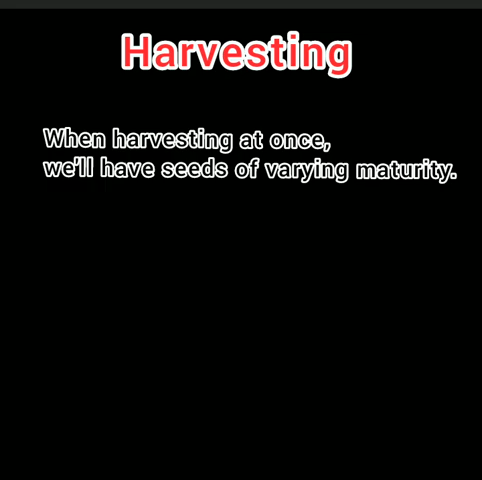 Harvesting
When harvesting at once,
we'll have seeds of varying maturity.